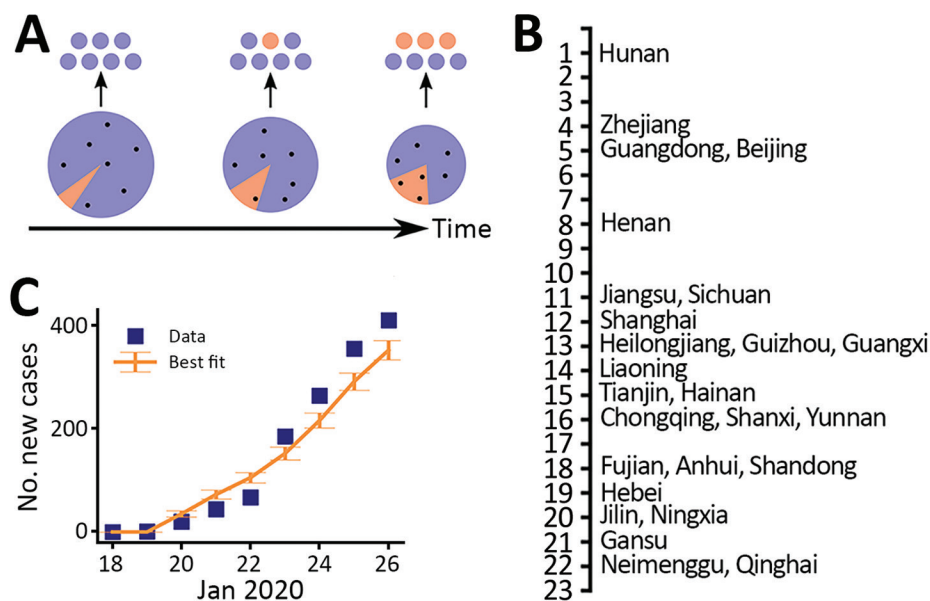 A
Time
B
1 Hunan
2
3
4 Zhejiang
5 Guangdong, Beijing
6
7
8 Henan
9
10
11 Jiangsu, Sichuan
12 Shanghai
13 Heilongjiang, Guizhou, Guangxi
14 Liaoning
15 Tianjin, Hainan
16 Chongqing, Shanxi, Yunnan
17
18 Fujian, Anhui, Shandong
19 Hebei
20 Jilin, Ningxia
21 Gansu
22 Neimenggu, Qinghai
23
C
No. new cases
400
200
0
Data
Best fit
18 20 22 24 26
Jan 2020